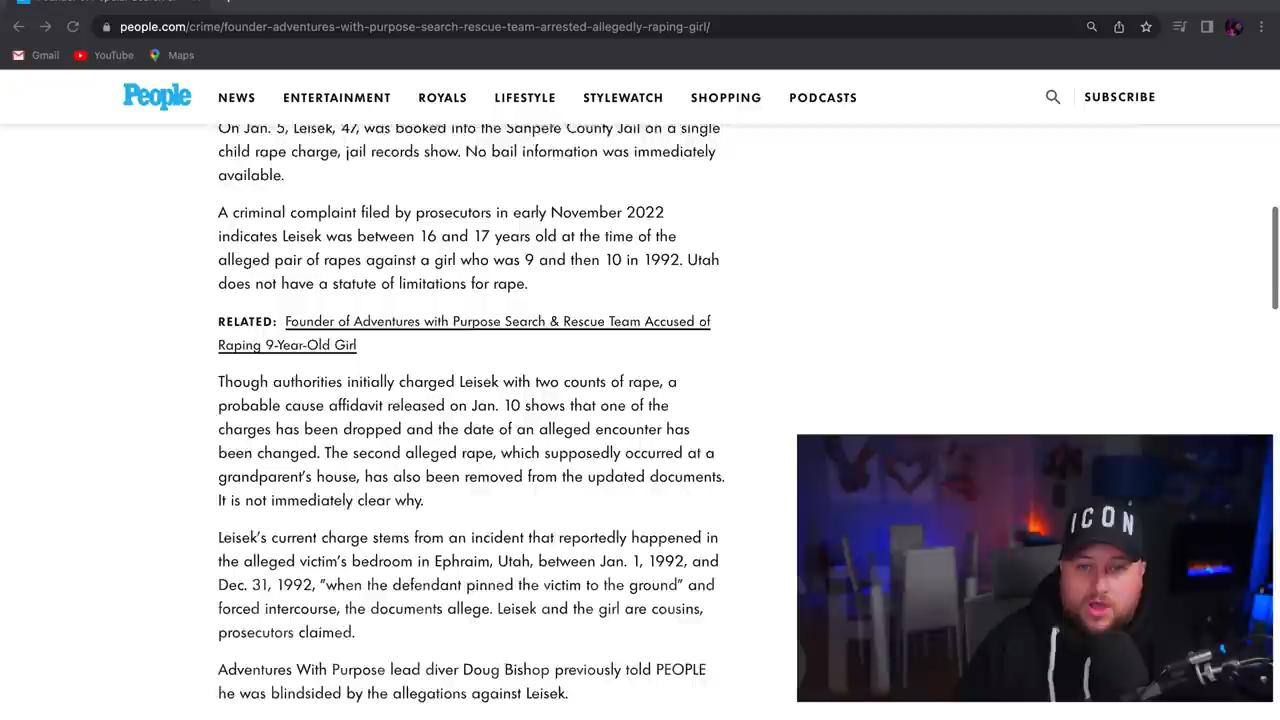 people.com/crime/founder-adventures-with-purpose-search-rescue-team-arrested-allegedly-raping-girl/
Gmail YouTube Maps
People NEWS ENTERTAINMENT ROYALS LIFESTYLE STYLEWATCH SHOPPING PODCASTS SUBSCRIBE
On Jan. 5, Leisek, 47, was booked into the Sanpete County Jail on a single
child rape charge, jail records show. No bail information was immediately
available.
A criminal complaint filed by prosecutors in early November 2022
indicates Leisek was between 16 and 17 years old at the time of the
alleged pair of rapes against a girl who was 9 and then 10 in 1992. Utah
does not have a statute of limitations for rape.
RELATED: Founder of Adventures with Purpose Search & Rescue Team Accused of
Raping 9-Year-Old Girl
Though authorities initially charged Leisek with two counts of rape, a
probable cause affidavit released on Jan. 10 shows that one of the
charges has been dropped and the date of an alleged encounter has
been changed. The second alleged rape, which supposedly occurred at a
grandparent's house, has also been removed from the updated documents.
It is not immediately clear why.
Leisek's current charge stems from an incident that reportedly happened in
the alleged victim's bedroom in Ephraim, Utah, between Jan. 1, 1992, and
Dec. 31, 1992, "when the defendant pinned the victim to the ground" and
forced intercourse, the documents allege. Leisek and the girl are cousins,
prosecutors claimed.
Adventures With Purpose lead diver Doug Bishop previously told PEOPLE
he was blindsided by the allegations against Leisek.
ICON